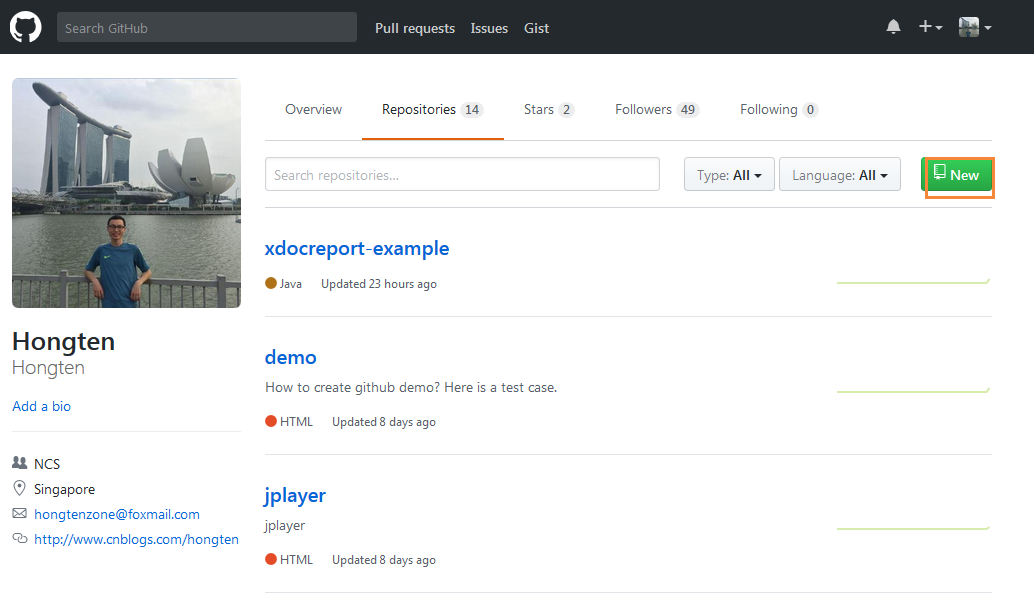 Search GitHub Pull requests Issues Gist
Overview Repositories 14 Stars 2 Followers 49 Following 0
Search repositories... Type: All Language: All New
xdocreport-example
Java Updated 23 hours ago
demo
How to create github demo? Here is a test case.
HTML Updated 8 days ago
jplayer
jplayer
HTML Updated 8 days ago
Hongten
Hongten
Add a bio
NCS
Singapore
hongtenzone@foxmail.com
http://www.cnblogs.com/hongten